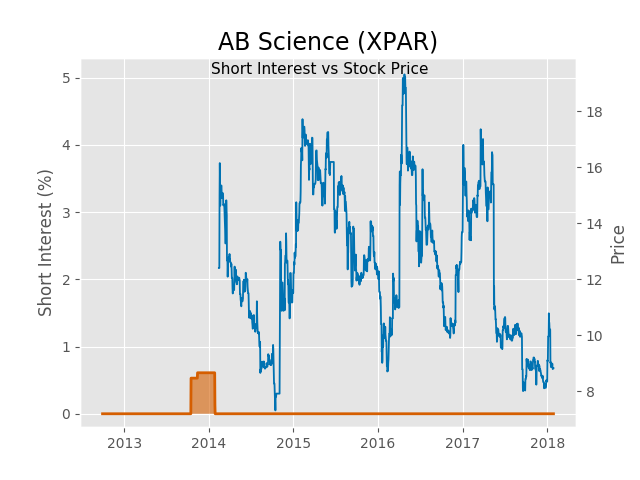 AB Science (XPAR)
Short Interest vs Stock Price
Short Interest (%)
5
4
3
2
1
0
18
16
14
12
10
8
Price
2013 2014 2015 2016 2017 2018